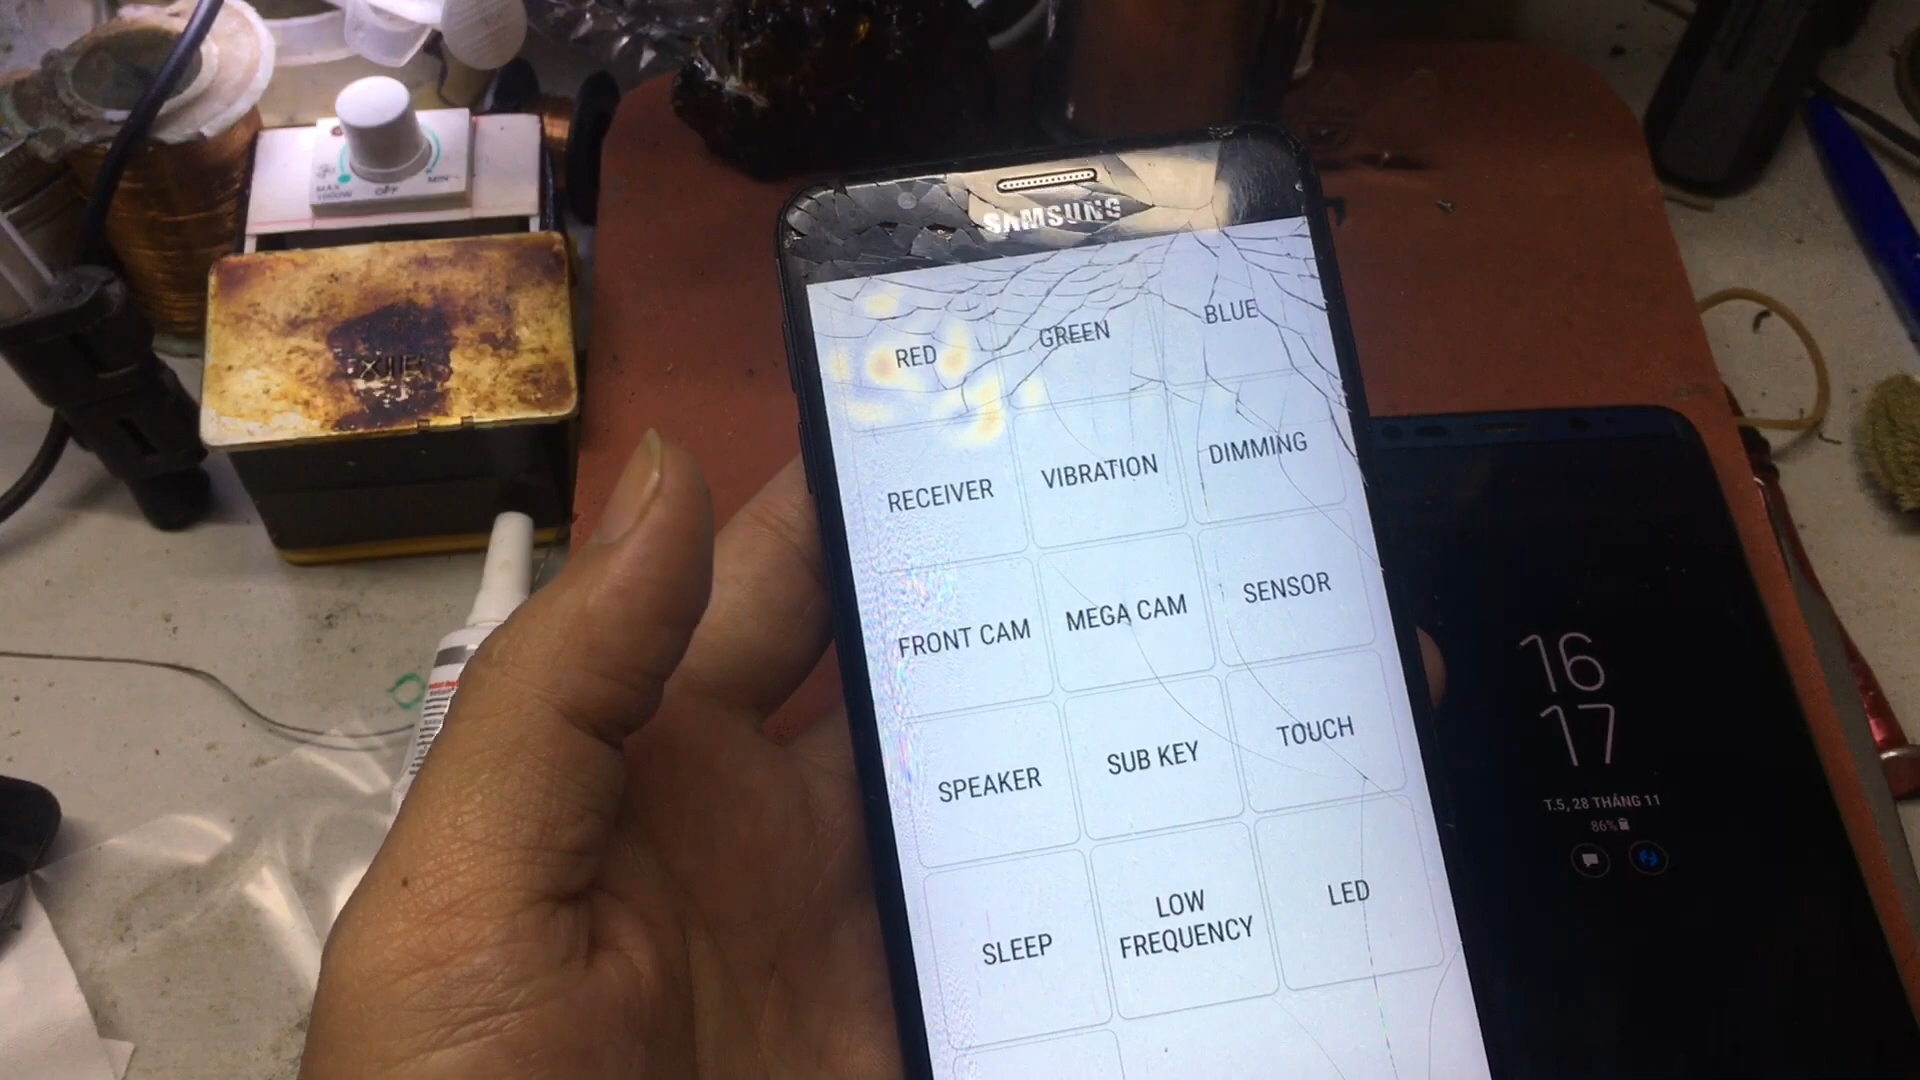 MAX
1000W
OFF
MIN
SAMSUNG
RED
GREEN
BLUE
RECEIVER
VIBRATION
DIMMING
FRONT CAM
MEGA CAM
SENSOR
SPEAKER
SUB KEY
TOUCH
SLEEP
LOW
FREQUENCY
LED
16
17
T.5, 28 THÁNG 11
86%